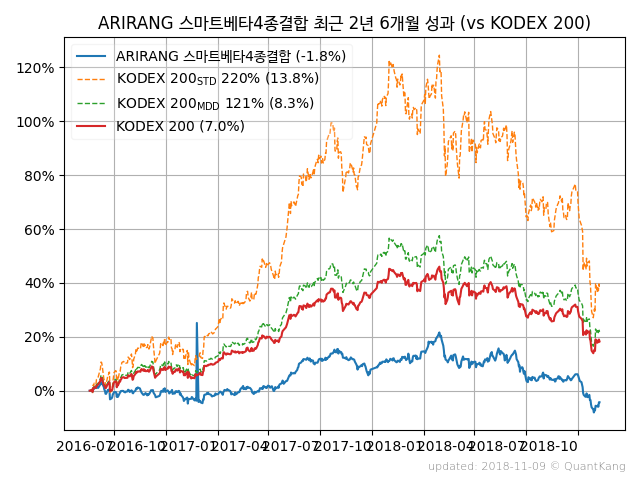 ARIRANG 스마트베타4종결합 최근 2년 6개월 성과 (vs KODEX 200)
ARIRANG 스마트베타4종결합 (-1.8%)
KODEX 200STD 220% (13.8%)
KODEX 200MDD 121% (8.3%)
KODEX 200 (7.0%)
120%
100%
80%
60%
40%
20%
0%
2016-07 2016-10 2017-01 2017-04 2017-07 2017-10 2018-01 2018-04 2018-07 2018-10
updated: 2018-11-09 © QuantKang